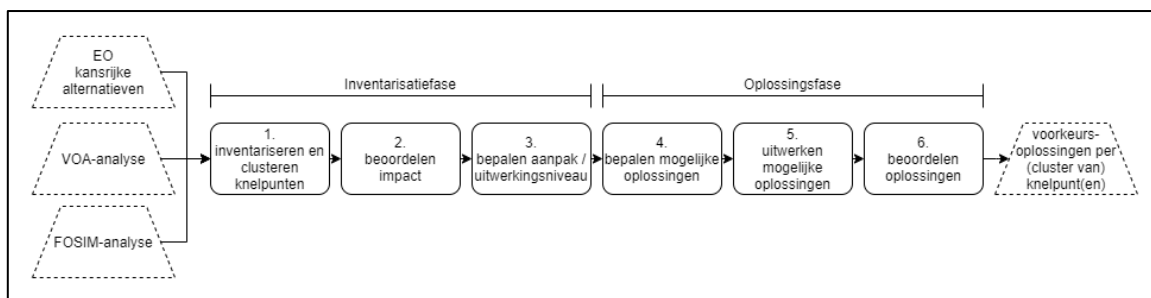 EO
kansrijke
alternatieven
VOA-analyse
FOSIM-analyse
Inventarisatiefase
1.
inventariseren en
clusteren
knelpunten
2.
beoordelen
impact
3.
bepalen aanpak /
uitwerkingsniveau
Oplossingsfase
4.
bepalen mogelijke
oplossingen
5.
uitwerken
mogelijke
oplossingen
6.
beoordelen
oplossingen
voorkeurs-
oplossingen per
(cluster van)
knelpunt(en)